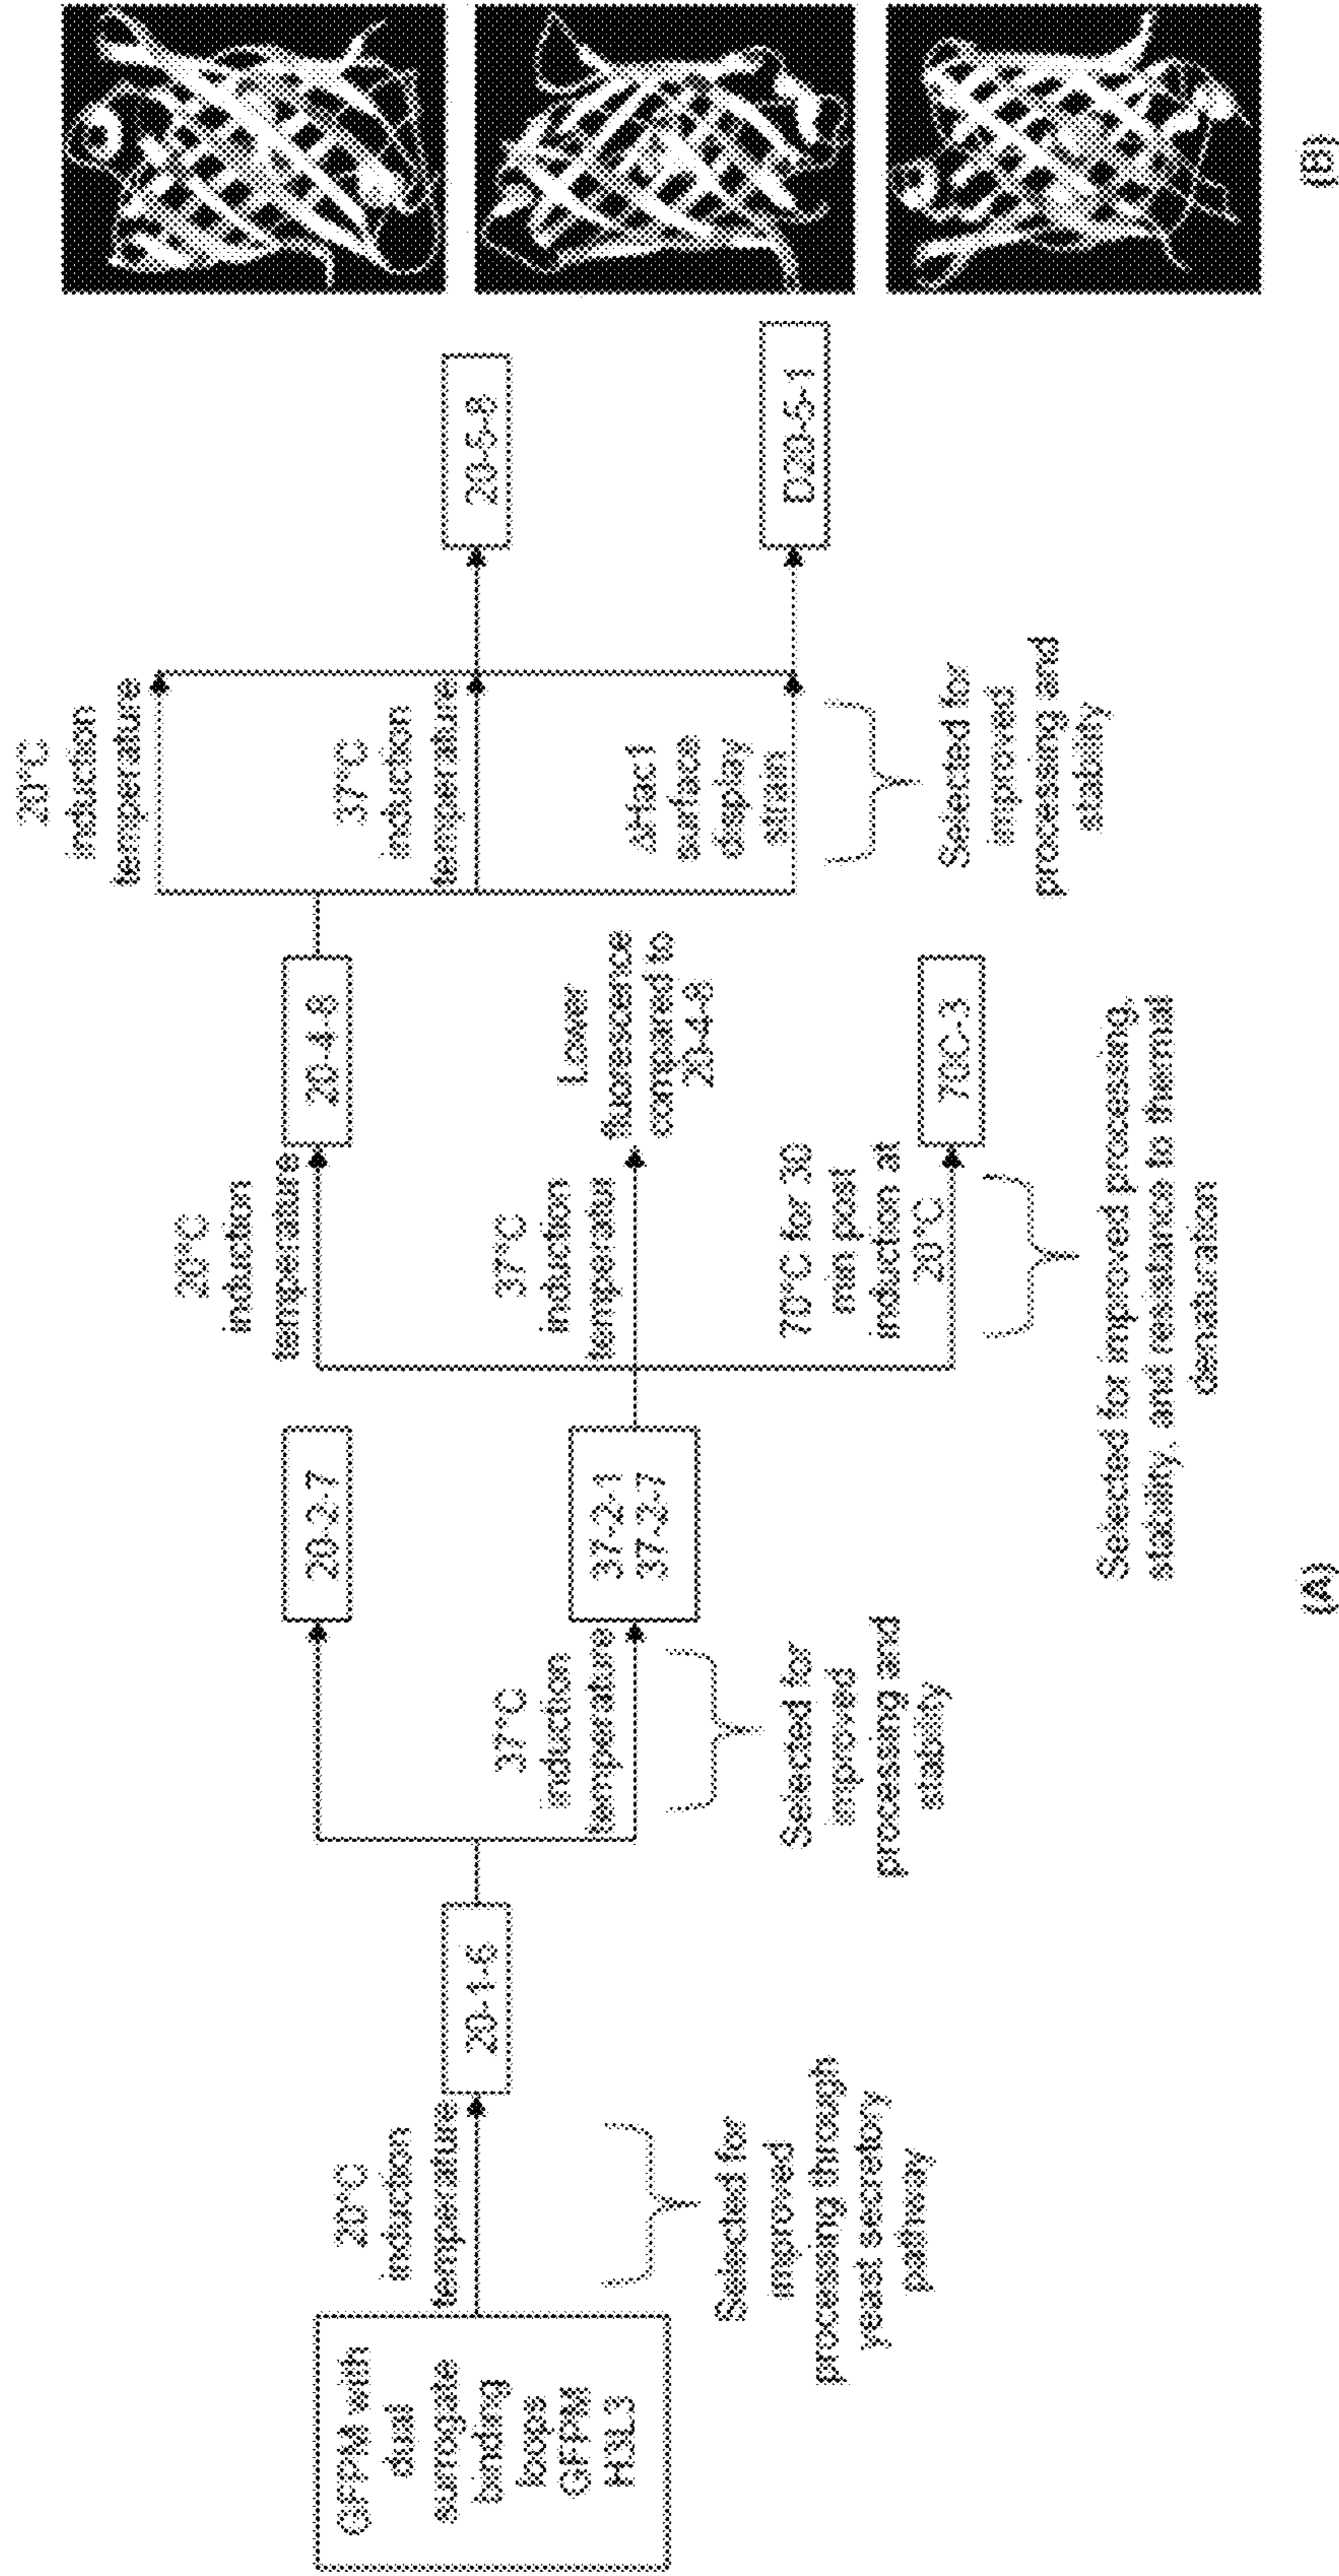 GFPM with
dual
surrogate
binding
loops
GFPM
H3L3
20°C
induction
temperature
Selected for
improved
processing through
yeast secretory
pathway
20-1-6
37°C
induction
temperature
Selected for
improved
processing and
stability
20-2-7
37-2-1
37-2-7
20°C
induction
temperature
37°C
induction
temperatur
70°C for 30
min post
induction at
20°C
Selected for improved processing,
stability, and resistance to thermal
denaturation
20-4-8
Lower
fluorescence
compared to
20-4-8
70C-3
20°C
induction
temperature
37°C
induction
temperature
ΔHac1
surface
display
strain
Selected for
improved
processing and
stability
20-5-8
D20-5-1
(A)
(B)